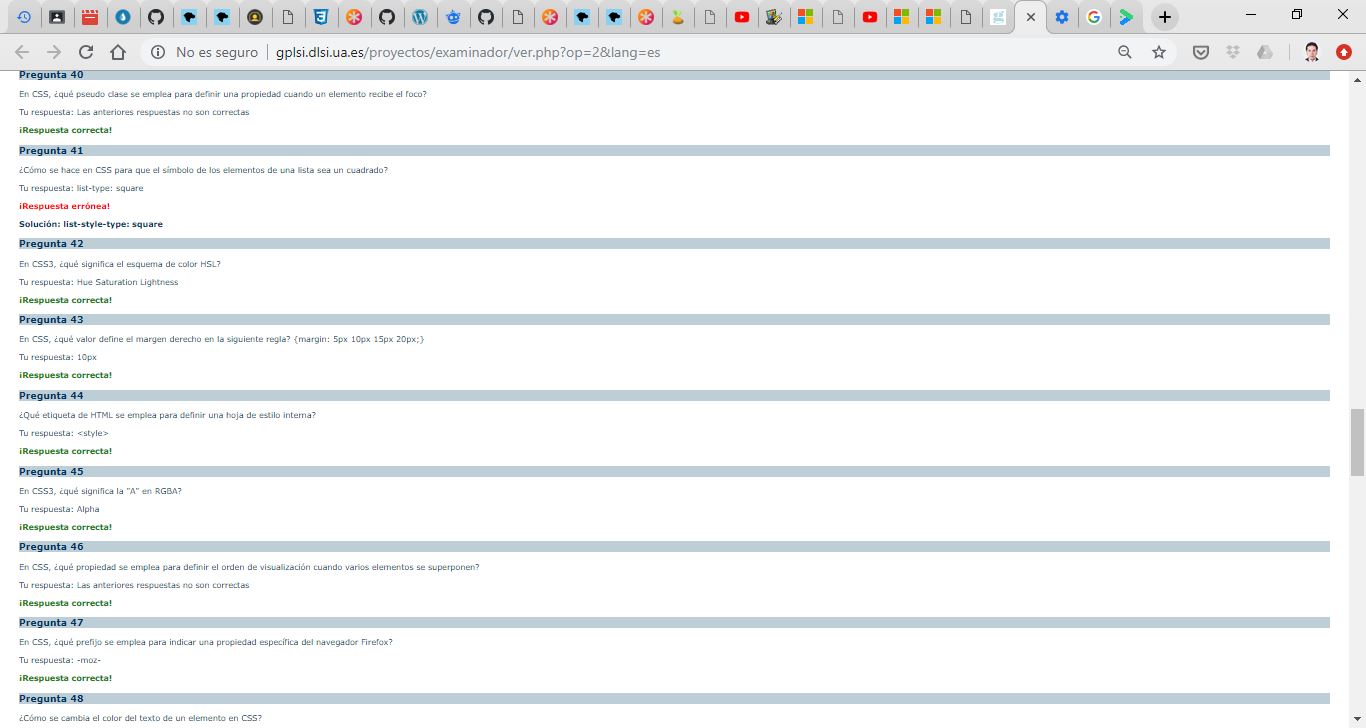 No es seguro
gplsi.dlsi.ua.es/proyectos/examinador/ver.php?op=2&lang=es
Pregunta 40
En CSS, ¿qué pseudo clase se emplea para definir una propiedad cuando un elemento recibe el foco?
Tu respuesta: Las anteriores respuestas no son correctas
¡Respuesta correcta!
Pregunta 41
¿Cómo se hace en CSS para que el símbolo de los elementos de una lista sea un cuadrado?
Tu respuesta: list-type: square
¡Respuesta errónea!
Solución: list-style-type: square
Pregunta 42
En CSS3, ¿qué significa el esquema de color HSL?
Tu respuesta: Hue Saturation Lightness
¡Respuesta correcta!
Pregunta 43
En CSS, ¿qué valor define el margen derecho en la siguiente regla? {margin: 5px 10px 15px 20px;}
Tu respuesta: 10px
¡Respuesta correcta!
Pregunta 44
¿Qué etiqueta de HTML se emplea para definir una hoja de estilo interna?
Tu respuesta: <style>
¡Respuesta correcta!
Pregunta 45
En CSS3, ¿qué significa la "A" en RGBA?
Tu respuesta: Alpha
¡Respuesta correcta!
Pregunta 46
En CSS, ¿qué propiedad se emplea para definir el orden de visualización cuando varios elementos se superponen?
Tu respuesta: Las anteriores respuestas no son correctas
¡Respuesta correcta!
Pregunta 47
En CSS, ¿qué prefijo se emplea para indicar una propiedad específica del navegador Firefox?
Tu respuesta: -moz-
¡Respuesta correcta!
Pregunta 48
¿Cómo se cambia el color del texto de un elemento en CSS?